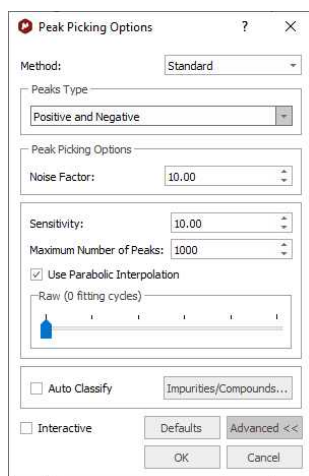 Peak Picking Options ? ×
Method: Standard
Peaks Type
Positive and Negative
Peak Picking Options
Noise Factor: 10.00
Sensitivity: 10.00
Maximum Number of Peaks: 1000
Use Parabolic Interpolation
Raw (0 fitting cycles)
Auto Classify Impurities/Compounds...
Interactive Defaults Advanced <<
OK Cancel